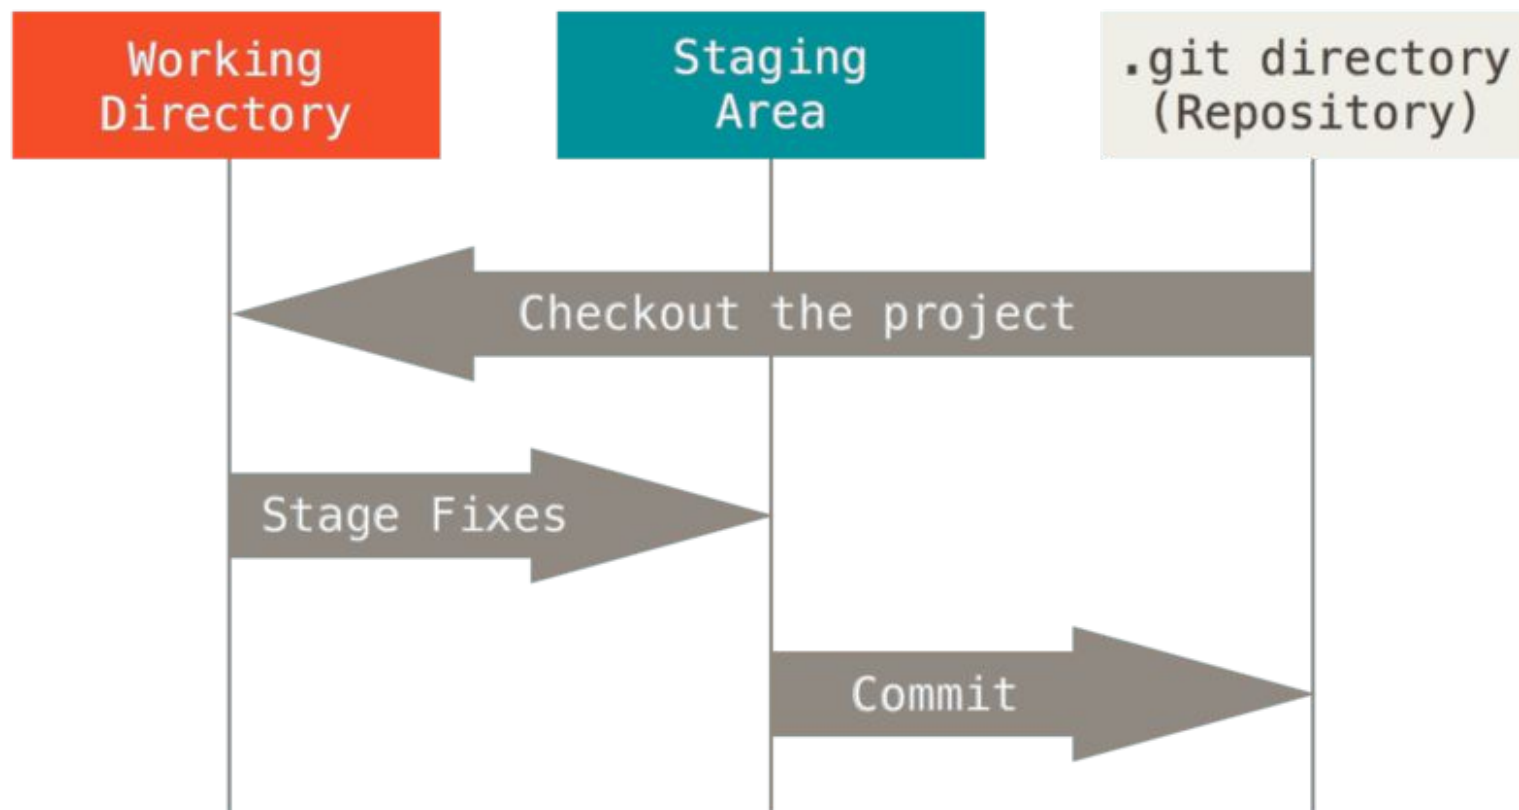 Working
Directory
Staging
Area
.git directory
(Repository)
Checkout the project
Stage Fixes
Commit